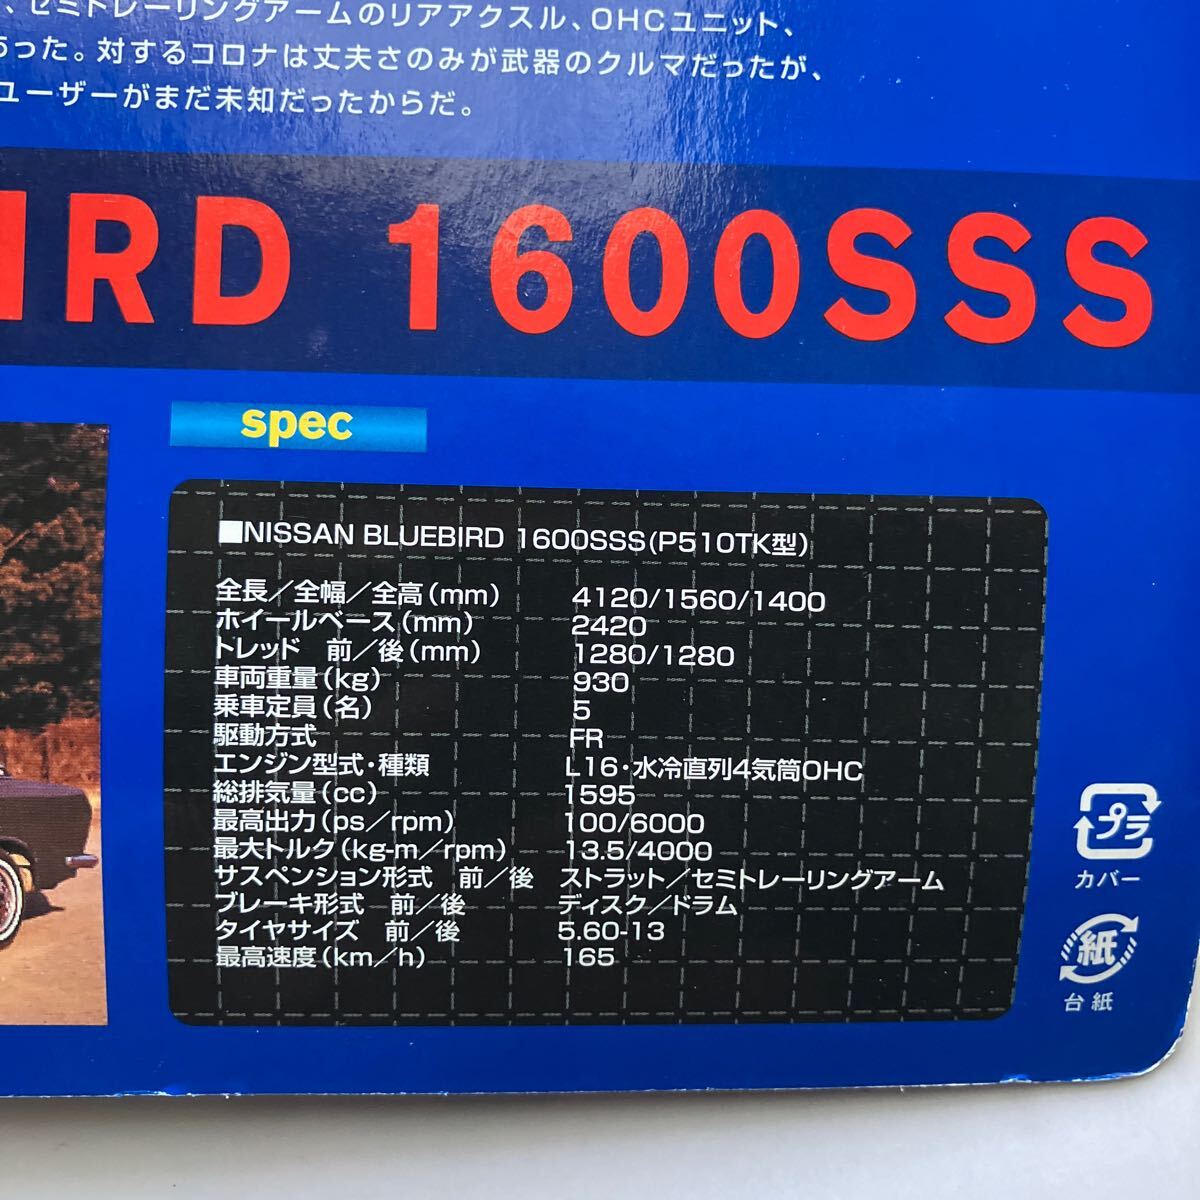 セミトレーリングアームのリアアクスル、OHCユニット、
った。対するコロナは丈夫さのみが武器のクルマだったが、
ユーザーがまだ未知だったからだ。
IRD 1600SSS
spec
■NISSAN BLUEBIRD 1600SSS(P510TK型)
全長／全幅／全高(mm) 4120/1560/1400
ホイールベース(mm) 2420
トレッド 前／後(mm) 1280/1280
車両重量(kg) 930
乗車定員(名) 5
駆動方式 FR
エンジン型式・種類 L16・水冷直列4気筒OHC
総排気量(cc) 1595
最高出力(ps／rpm) 100/6000
最大トルク(kg-m／rpm) 13.5/4000
サスペンション形式 前／後 ストラット／セミトレーリングアーム
ブレーキ形式 前／後 ディスク／ドラム
タイヤサイズ 前／後 5.60-13
最高速度(km／h) 165
プラ
カバー
紙
台紙